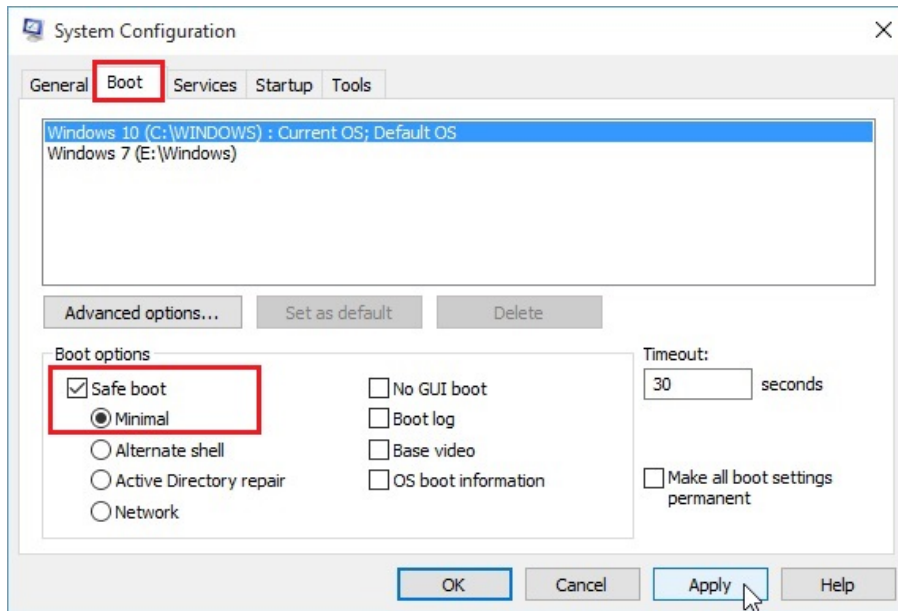 System Configuration
General Boot Services Startup Tools
Windows 10 (C:\WINDOWS) : Current OS; Default OS
Windows 7 (E:\Windows)
Advanced options... Set as default Delete
Boot options
Timeout:
Safe boot No GUI boot 30 seconds
Minimal Boot log
Alternate shell Base video
Active Directory repair OS boot information Make all boot settings
permanent
Network
OK Cancel Apply Help